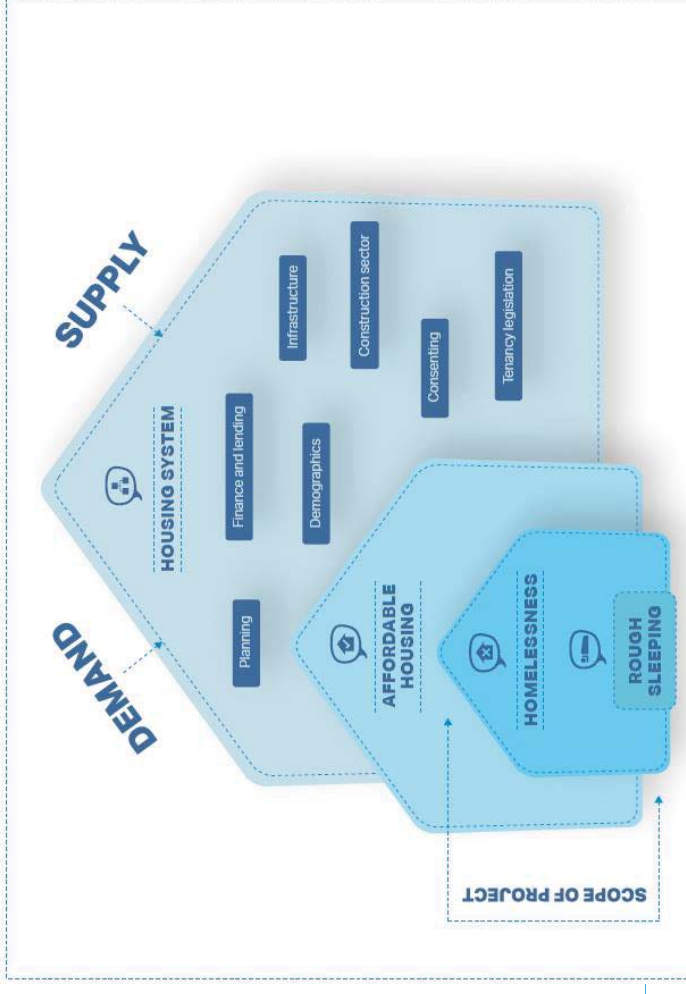 DEMAND
SUPPLY
HOUSING SYSTEM
Planning
Finance and lending
Demographics
Infrastructure
Construction sector
Consenting
Tenancy legislation
AFFORDABLE
HOUSING
HOMELESSNESS
ROUGH
SLEEPING
SCOPE OF PROJECT